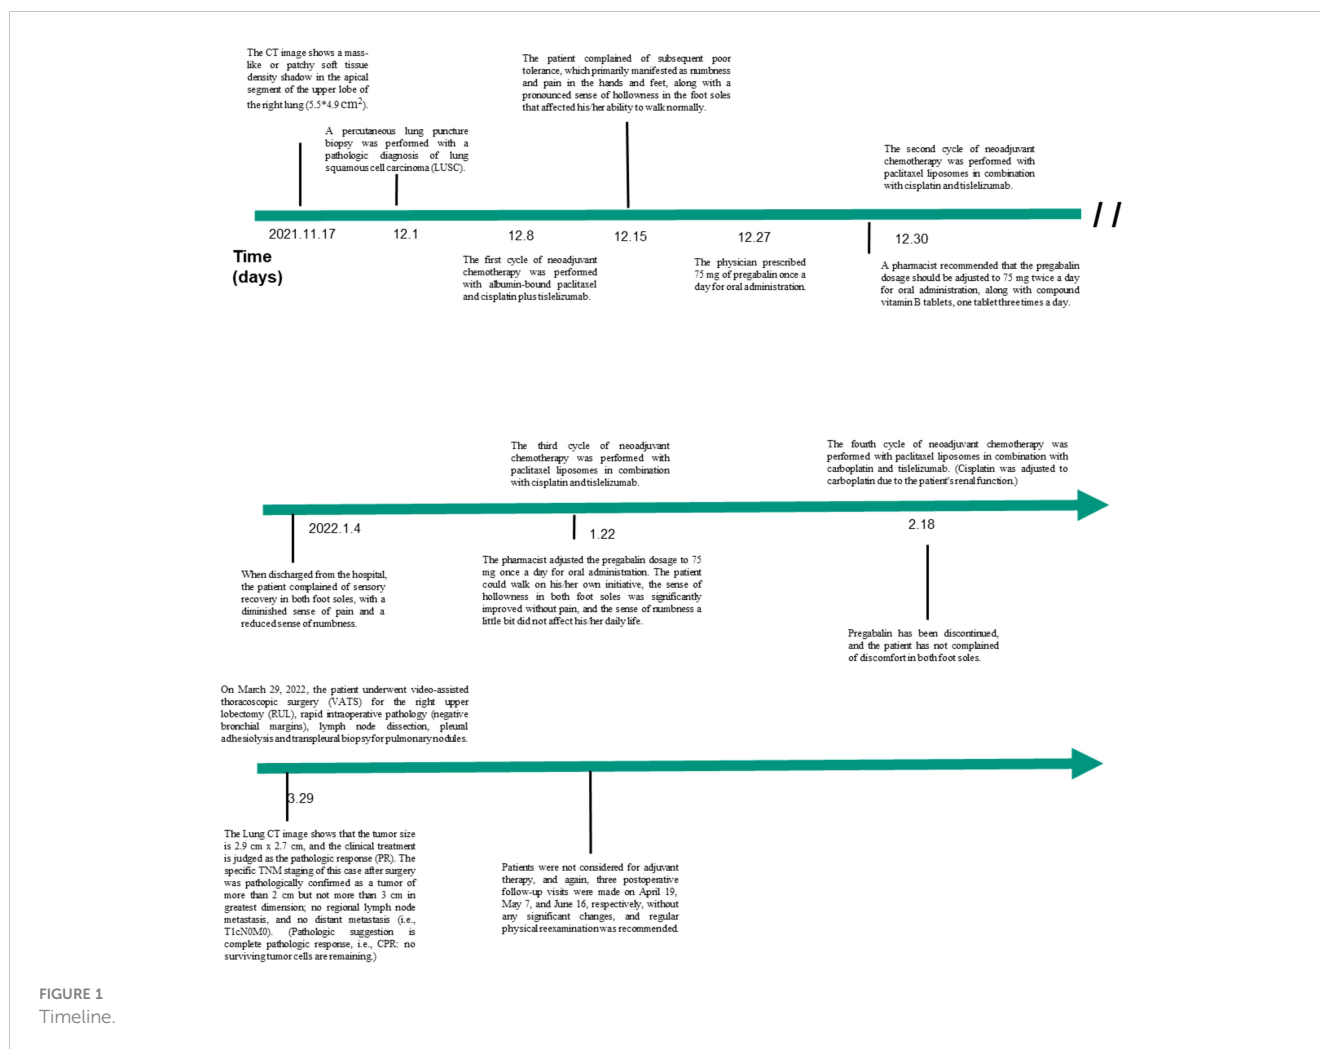 The CT image shows a mass-
like or patchy soft tissue
density shadow in the apical
segment of the upper lobe of
the right lung (5.5*4.9 cm²).
A percutaneous lung puncture
biopsy was performed with a
pathologic diagnosis of lung
squamous cell carcinoma (LUSC).
The patient complained of subsequent poor
tolerance, which primarily manifested as numbness
and pain in the hands and feet, along with a
pronounced sense of hollowness in the foot soles
that affected his/her ability to walk normally.
The second cycle of neoadjuvant
chemotherapy was performed with
paclitaxel liposomes in combination
with cisplatin and tislelizumab.
//
Time
(days)
2021.11.17
12.1
12.8
12.15
12.27
12.30
The first cycle of neoadjuvant
chemotherapy was performed
with albumin-bound paclitaxel
and cisplatin plus tislelizumab.
The physician prescribed
75 mg of pregabalin once a
day for oral administration.
A pharmacist recommended that the pregabalin
dosage should be adjusted to 75 mg twice a day
for oral administration, along with compound
vitamin B tablets, one tablet three times a day.
The third cycle of neoadjuvant
chemotherapy was performed with
paclitaxel liposomes in combination
with cisplatin and tislelizumab.
The fourth cycle of neoadjuvant chemotherapy was
performed with paclitaxel liposomes in combination with
carboplatin and tislelizumab. (Cisplatin was adjusted to
carboplatin due to the patient's renal function.)
2022.1.4
1.22
2.18
When discharged from the hospital,
the patient complained of sensory
recovery in both foot soles, with a
diminished sense of pain and a
reduced sense of numbness.
The pharmacist adjusted the pregabalin dosage to 75
mg once a day for oral administration. The patient
could walk on his/her own initiative, the sense of
hollowness in both foot soles was significantly
improved without pain, and the sense of numbness a
little bit did not affect his/her daily life.
Pregabalin has been discontinued,
and the patient has not complained
of discomfort in both foot soles.
On March 29, 2022, the patient underwent video-assisted
thoracoscopic surgery (VATS) for the right upper
lobectomy (RUL), rapid intraoperative pathology (negative
bronchial margins), lymph node dissection, pleural
adhesiolysis and transpleural biopsy for pulmonary nodules.
3.29
The Lung CT image shows that the tumor size
is 2.9 cm x 2.7 cm, and the clinical treatment
is judged as the pathologic response (PR). The
specific TNM staging of this case after surgery
was pathologically confirmed as a tumor of
more than 2 cm but not more than 3 cm in
greatest dimension; no regional lymph node
metastasis, and no distant metastasis (i.e.,
T1cN0M0). (Pathologic suggestion is
complete pathologic response, i.e., CPR: no
surviving tumor cells are remaining.)
Patients were not considered for adjuvant
therapy, and again, three postoperative
follow-up visits were made on April 19,
May 7, and June 16, respectively, without
any significant changes, and regular
physical reexamination was recommended.
FIGURE 1
Timeline.